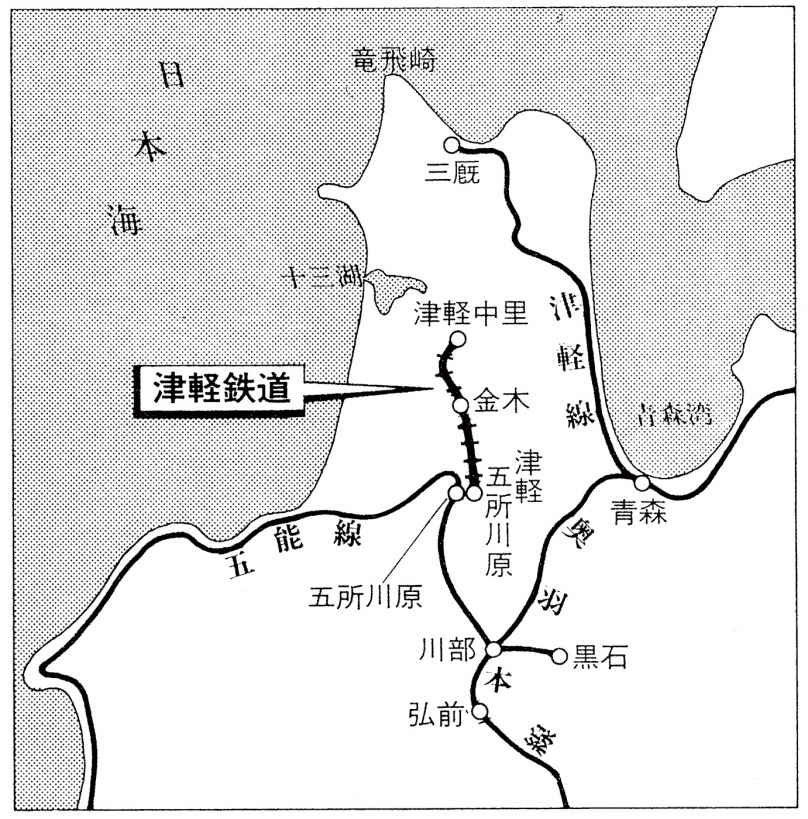 竜飛崎
日本海
三厩
十三湖
津軽中里
津軽線
津軽鉄道
金木
青森湾
津軽
五所川原
青森
五能線
五所川原
奥羽本線
川部
黒石
弘前